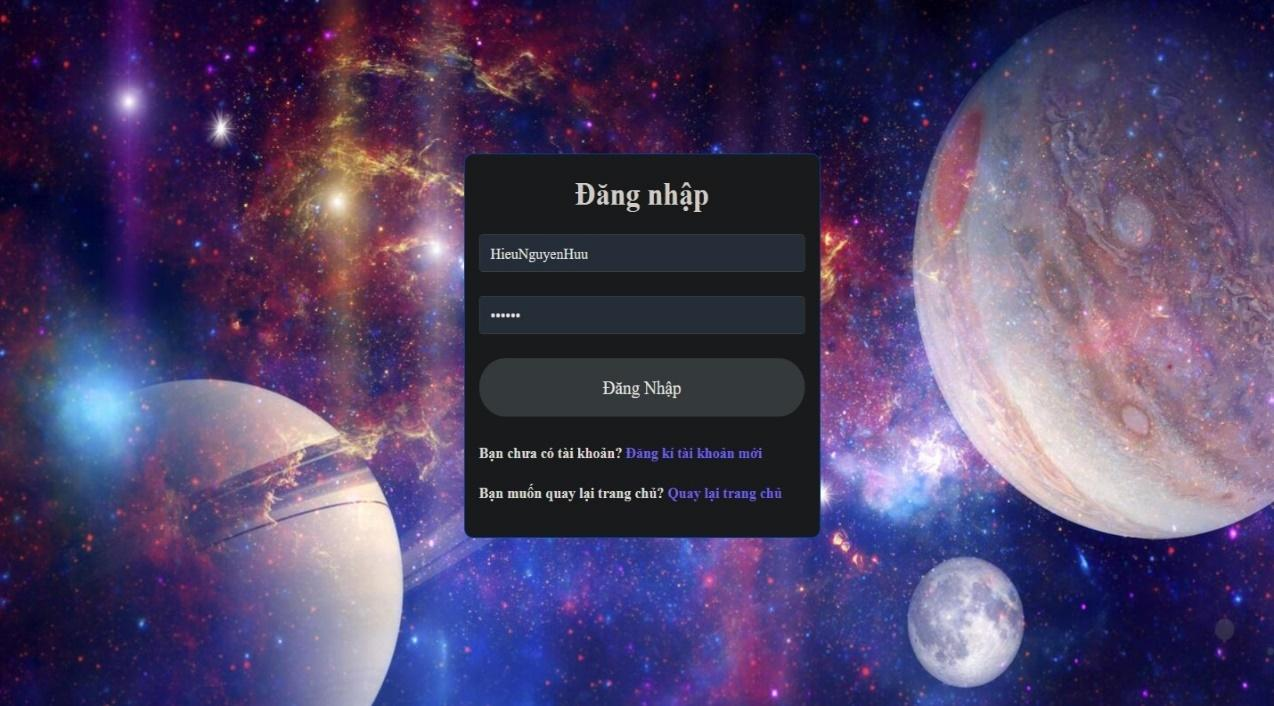 Đăng nhập
HieuNguyenHuu
••••••
Đăng Nhập
Bạn chưa có tài khoản? Đăng kí tài khoản mới
Bạn muốn quay lại trang chủ? Quay lại trang chủ